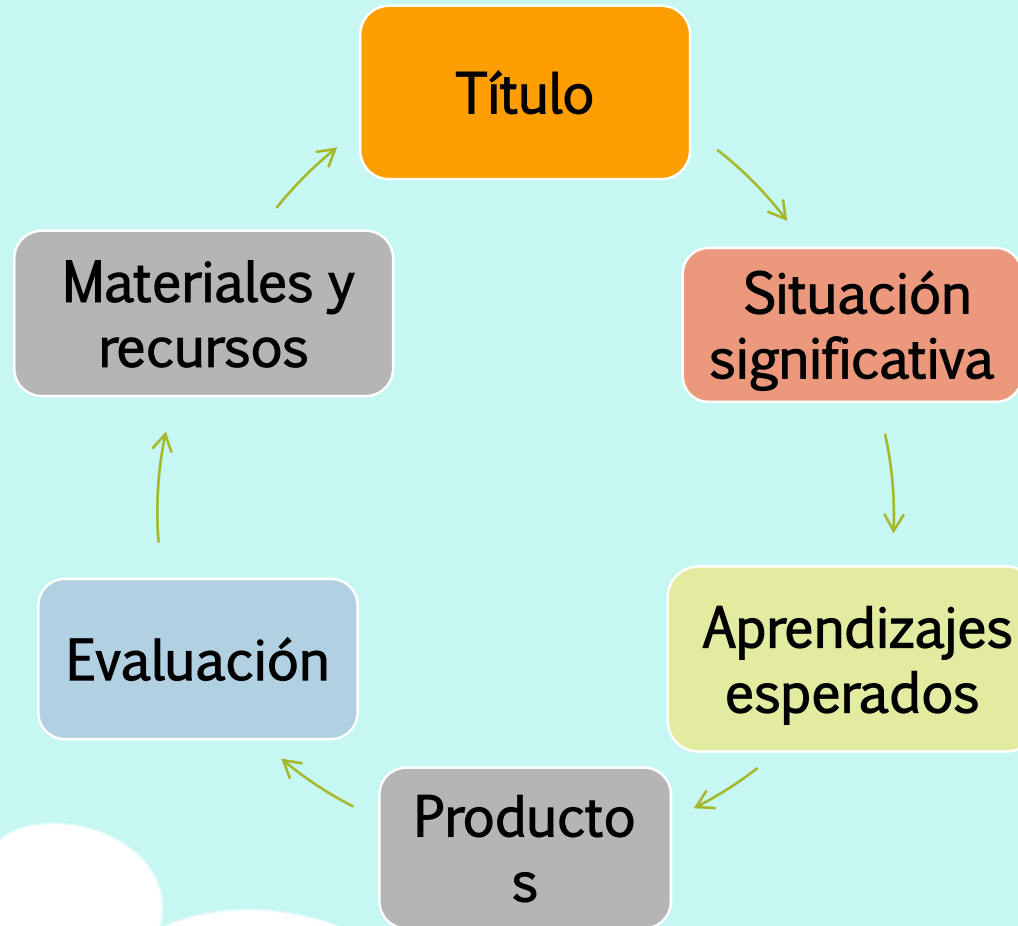 Título
Situación
significativa
Aprendizajes
esperados
Producto
s
Evaluación
Materiales y
recursos